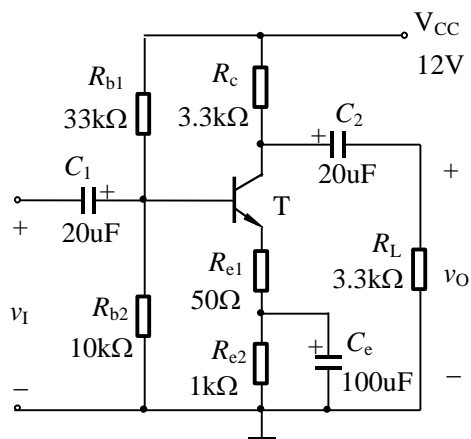 V_CC
12V
R_b1
33kΩ
R_c
3.3kΩ
C_2
20uF
C_1
20uF
+
+
+
+
T
R_e1
50Ω
R_L
3.3kΩ
v_I
v_O
R_b2
10kΩ
R_e2
1kΩ
+
C_e
100uF
−
−